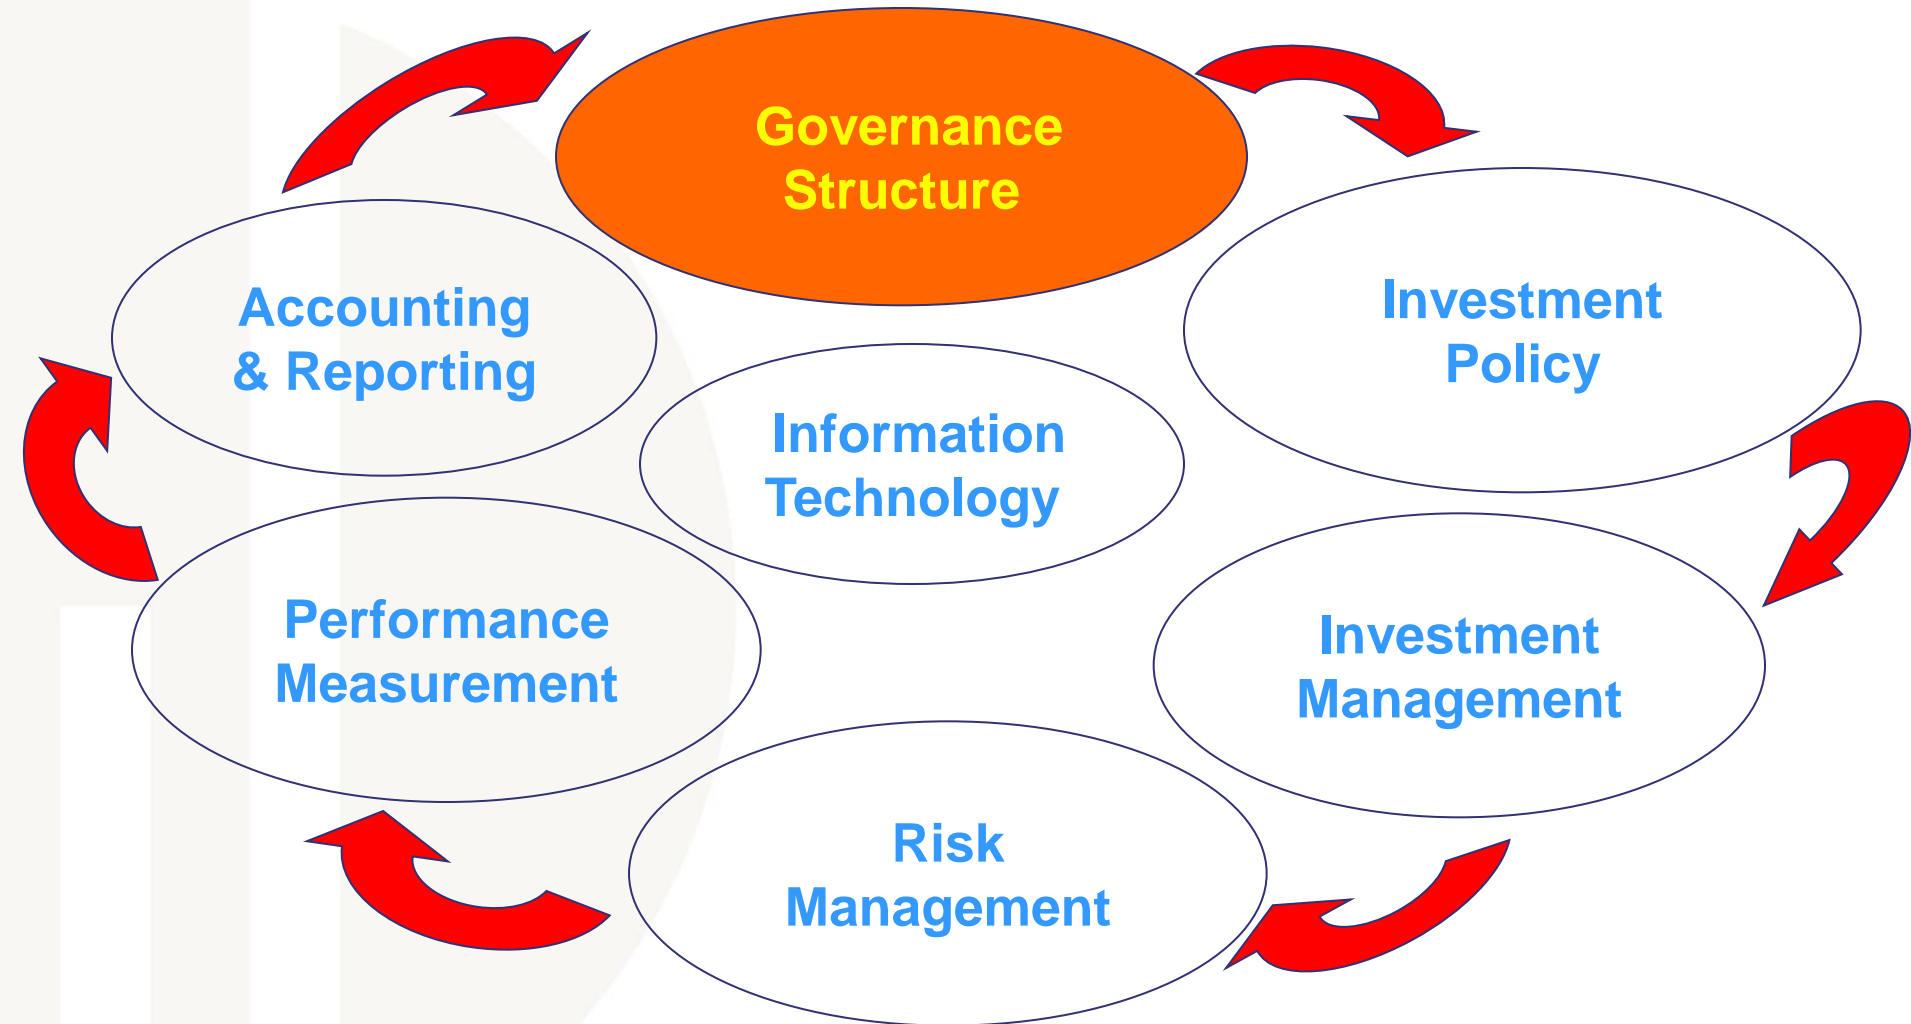 Governance
Structure
Accounting
& Reporting
Investment
Policy
Information
Technology
Performance
Measurement
Investment
Management
Risk
Management